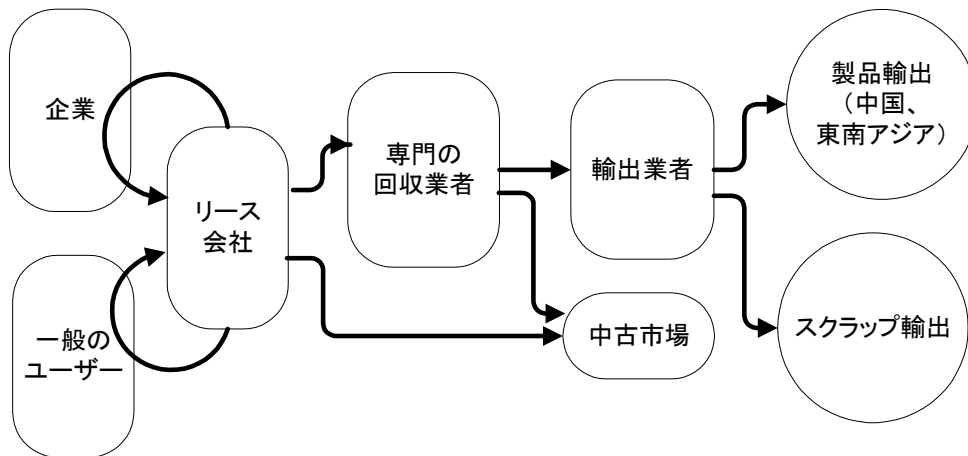 企業
一般の
ユーザー
リース
会社
専門の
回収業者
輸出業者
中古市場
製品輸出
（中国、
東南アジア）
スクラップ輸出